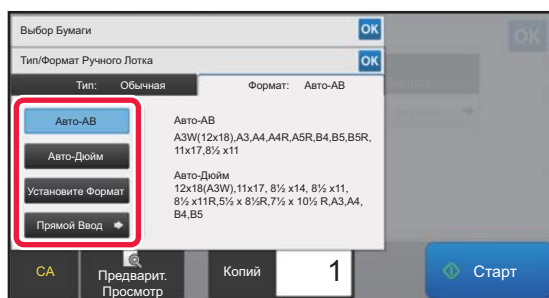 Выбор Бумаги
OK
Тип/Формат Ручного Лотка
OK
Тип: Обычная
Формат: Авто-AB
Авто-AB
Авто-Дюйм
Установите Формат
Прямой Ввод
Авто-AB
A3W(12x18),A3,A4,A4R,A5R,B4,B5,B5R,
11x17,8½ x11
Авто-Дюйм
12x18(A3W),11x17, 8½ x14, 8½ x11,
8½ x11R,5½ x 8½R,7½ x 10½ R,A3,A4,
B4,B5
OK
CA
Предварит.
Просмотр
Копий
1
Старт